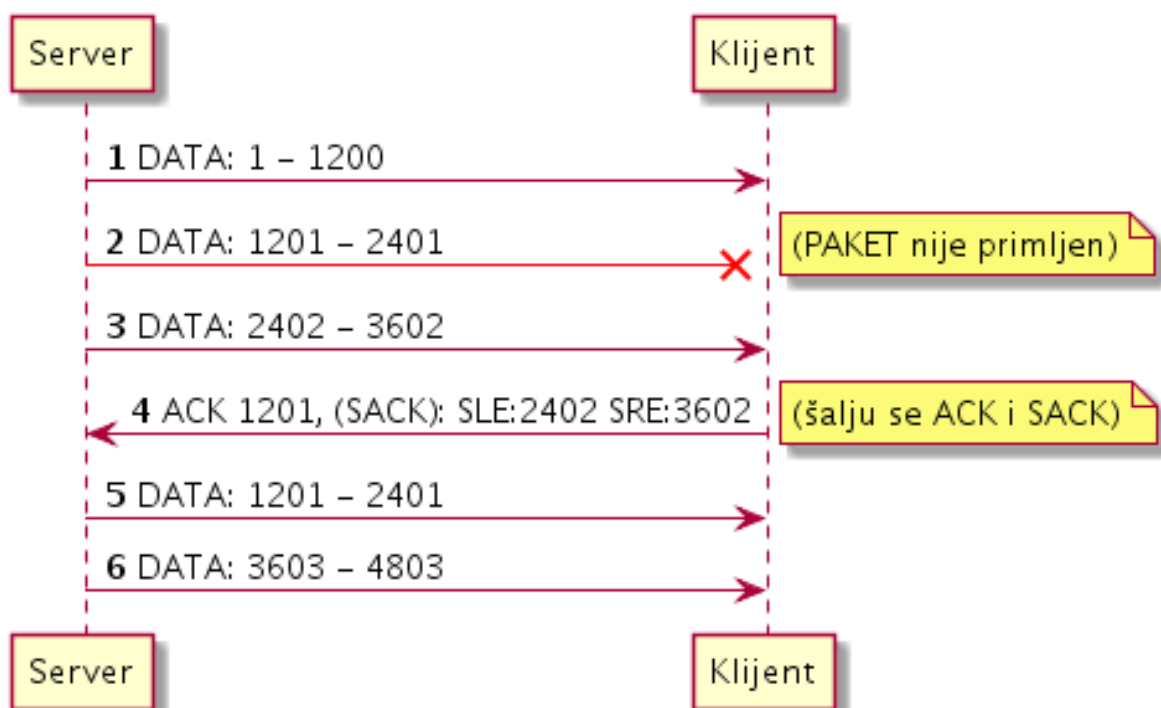 Server Klijent
1 DATA: 1 – 1200
2 DATA: 1201 – 2401
(PAKET nije primljen)
3 DATA: 2402 – 3602
4 ACK 1201, (SACK): SLE:2402 SRE:3602
(šalju se ACK i SACK)
5 DATA: 1201 – 2401
6 DATA: 3603 – 4803
Server Klijent